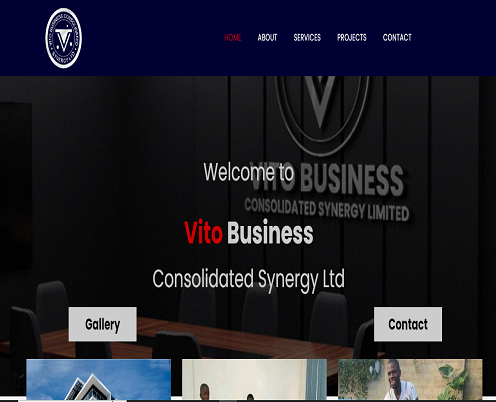 HOME ABOUT SERVICES PROJECTS CONTACT
VITO BUSINESS
CONSOLIDATED SYNERGY LIMITED
Welcome to
Vito Business
Consolidated Synergy Ltd
Gallery
Contact